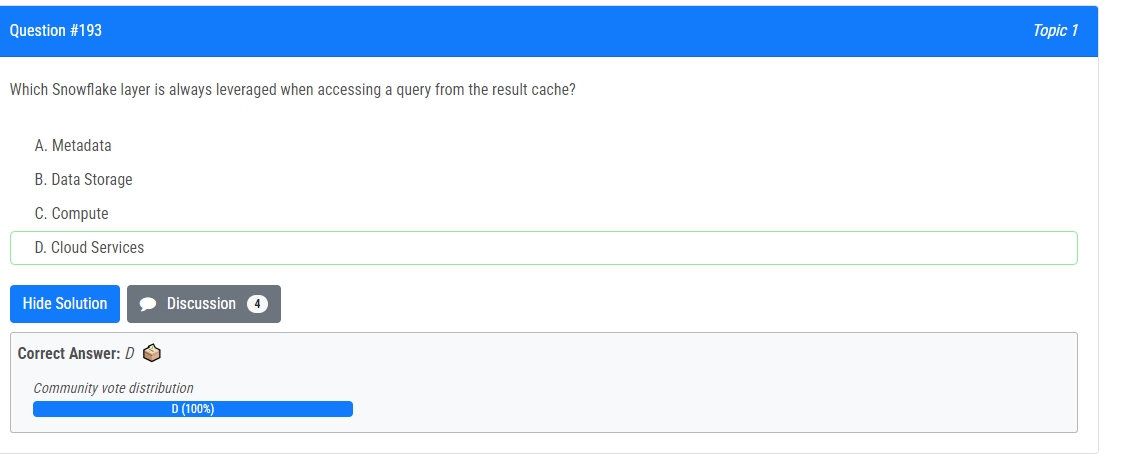 Question #193 Topic 1
Which Snowflake layer is always leveraged when accessing a query from the result cache?
A. Metadata
B. Data Storage
C. Compute
D. Cloud Services
Hide Solution Discussion 4
Correct Answer: D
Community vote distribution
D (100%)